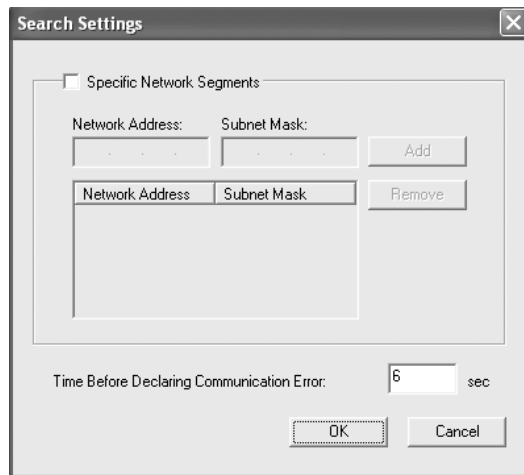 Search Settings
Specific Network Segments
Network Address: Subnet Mask:
Add
Network Address Subnet Mask
Remove
Time Before Declaring Communication Error: 6 sec
OK Cancel